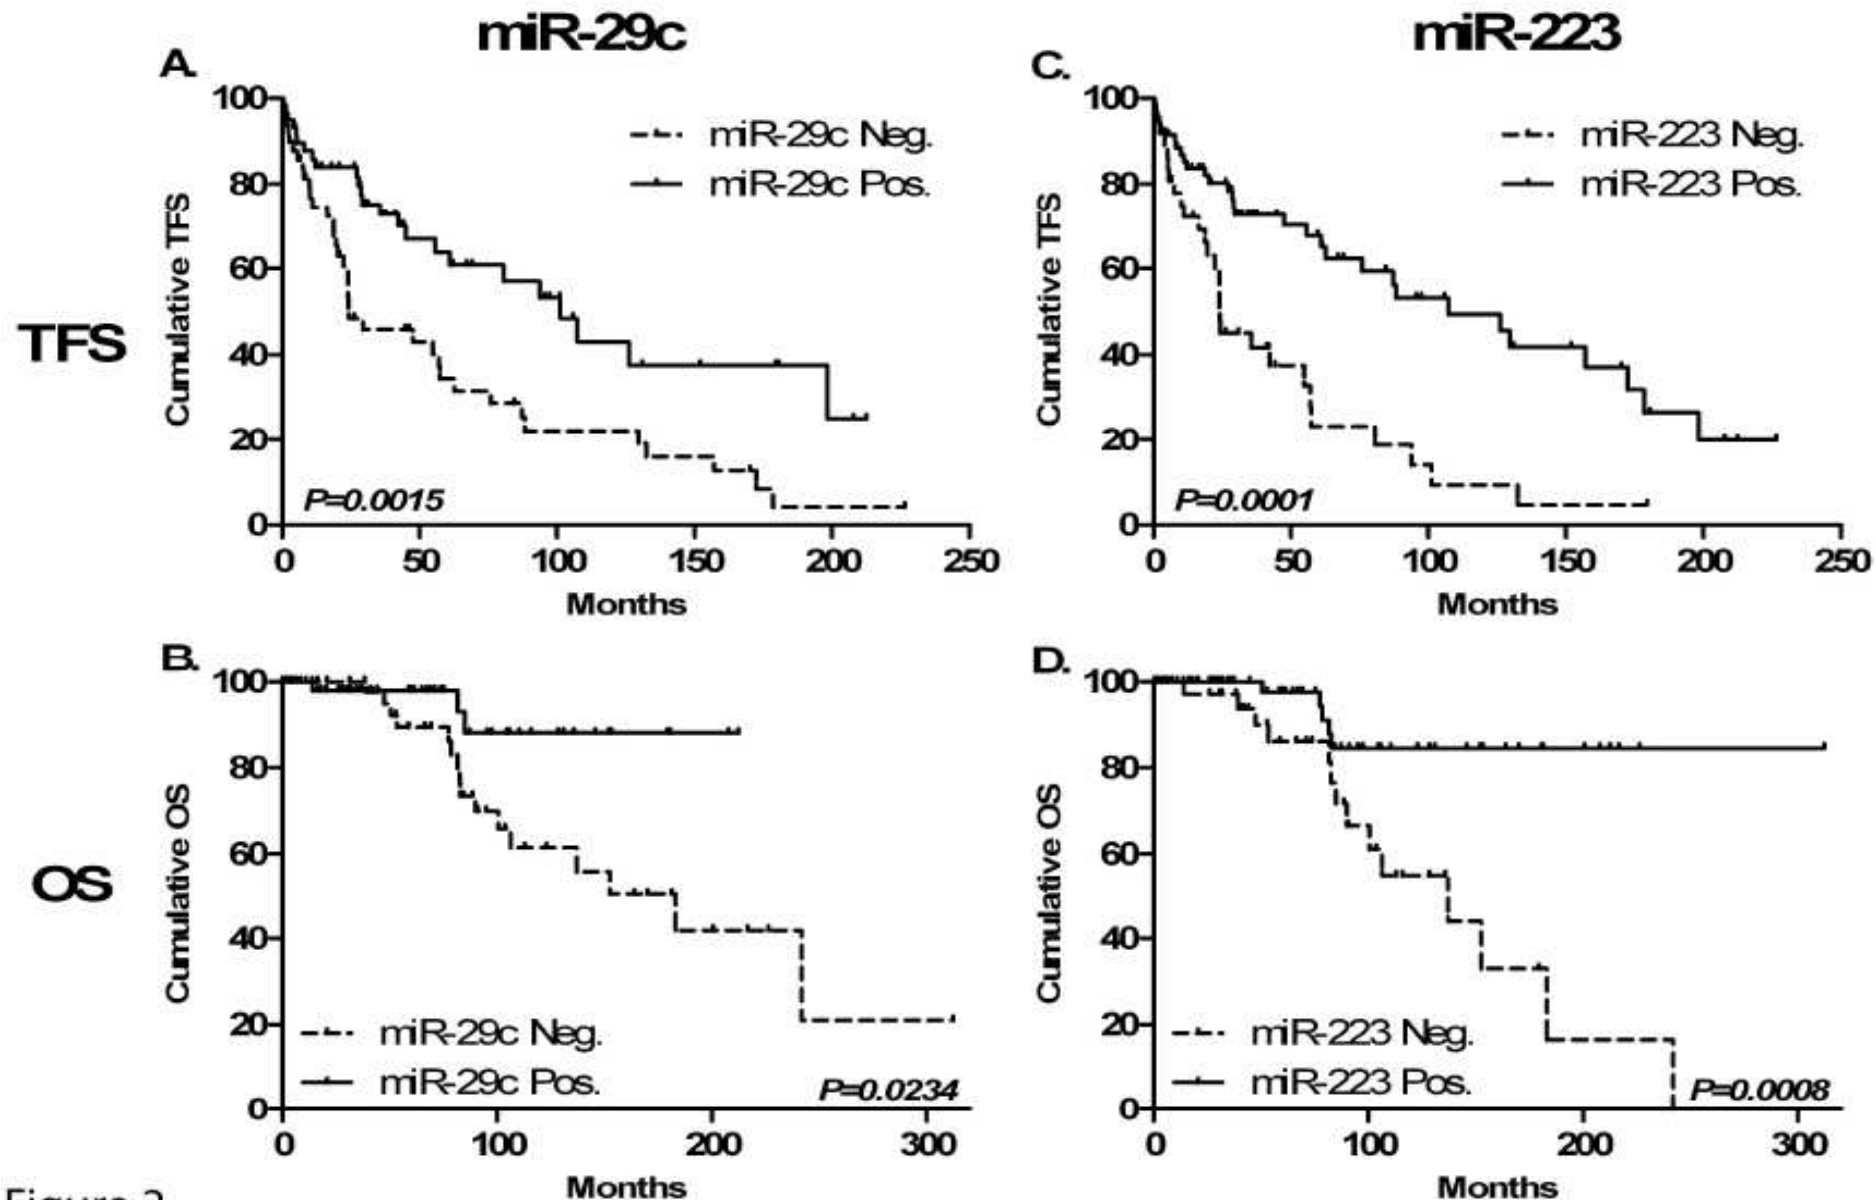 miR-29c
miR-223
A.
100
80
60
40
20
0
Cumulative TFS
miR-29c Neg.
miR-29c Pos.
P=0.0015
0 50 100 150 200 250
Months
C.
100
80
60
40
20
0
Cumulative TFS
miR-223 Neg.
miR-223 Pos.
P=0.0001
0 50 100 150 200 250
Months
TFS
B.
100
80
60
40
20
0
Cumulative OS
miR-29c Neg.
miR-29c Pos.
P=0.0234
0 100 200 300
Months
D.
100
80
60
40
20
0
Cumulative OS
miR-223 Neg.
miR-223 Pos.
P=0.0008
0 100 200 300
Months
OS
Figure